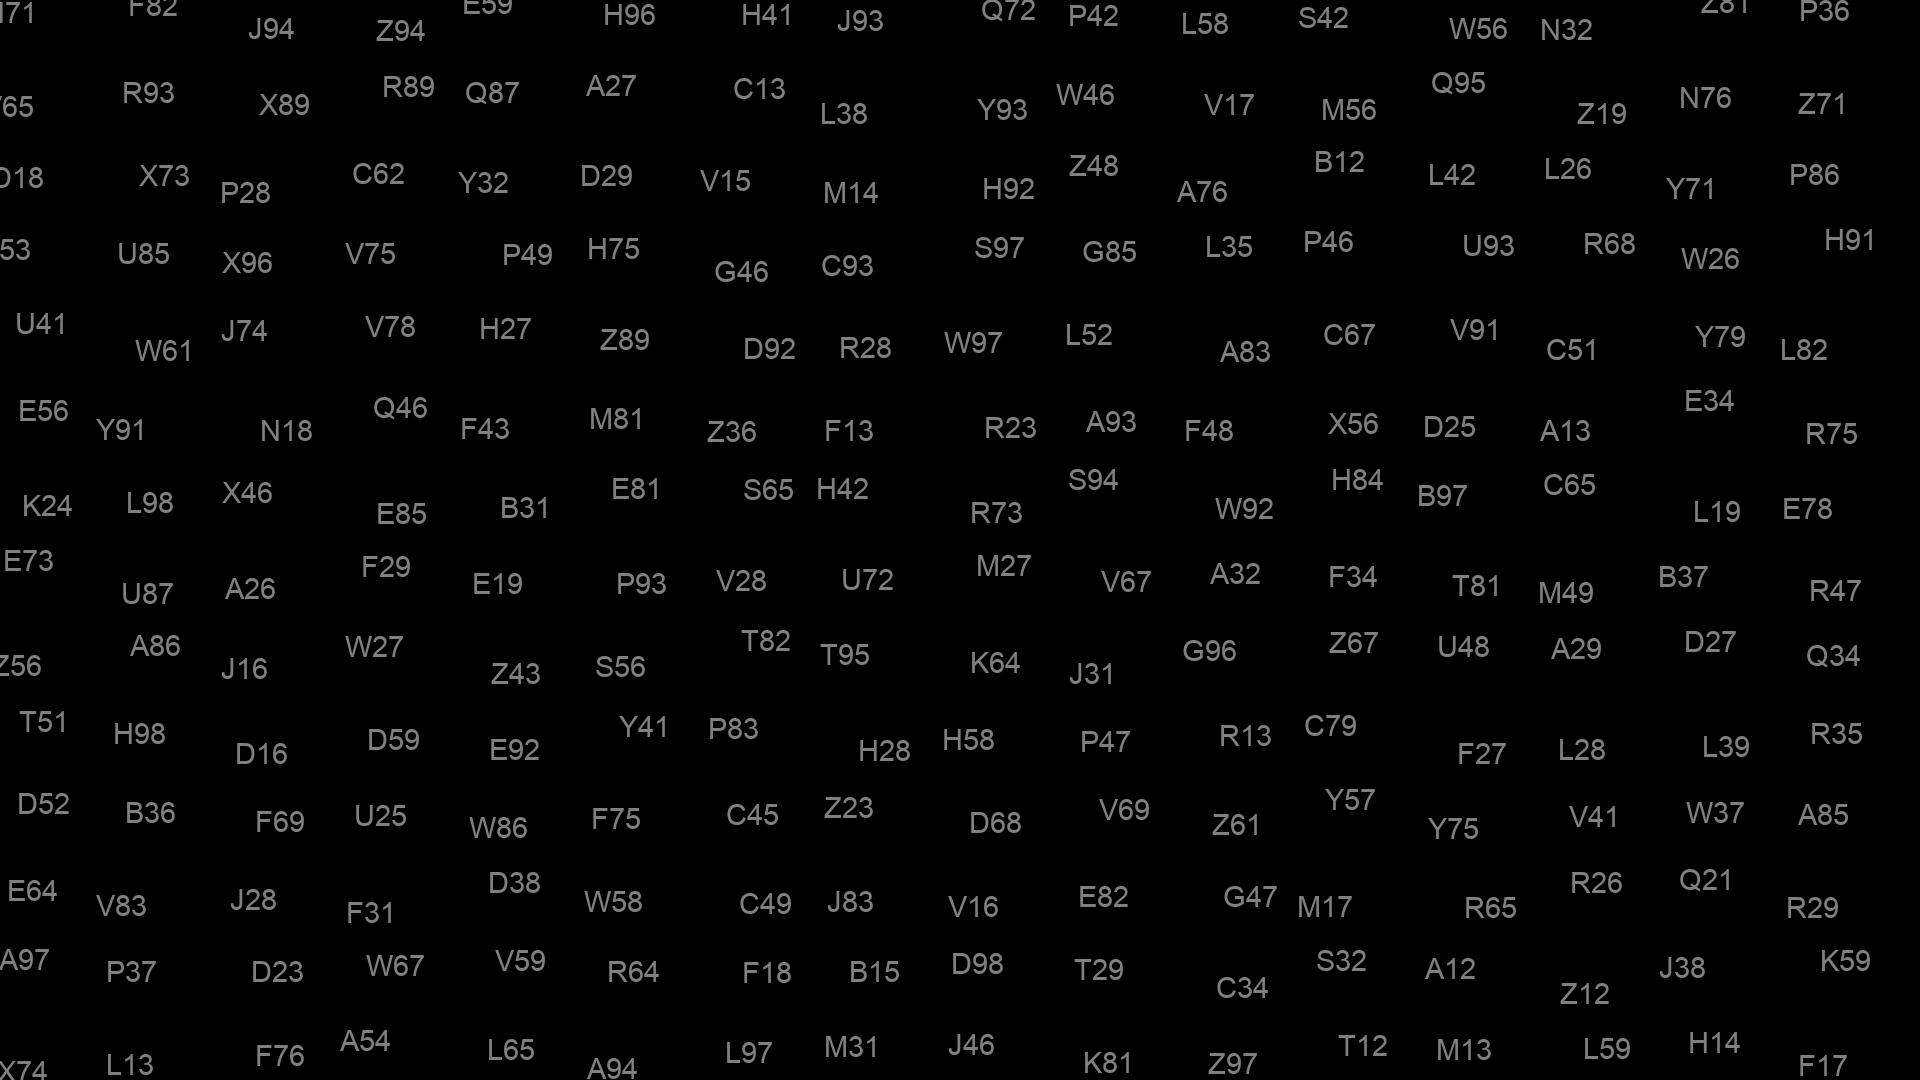 F82 J94 Z94 E59 H96 H41 J93 Q72 P42 L58 S42 W56 N32 Z81 P36
R93 X89 R89 Q87 A27 C13 L38 Y93 W46 V17 M56 Q95 Z19 N76 Z71
D18 X73 P28 C62 Y32 D29 V15 M14 H92 Z48 A76 B12 L42 L26 Y71 P86
53 U85 X96 V75 P49 H75 G46 C93 S97 G85 L35 P46 U93 R68 W26 H91
U41 W61 J74 V78 H27 Z89 D92 R28 W97 L52 A83 C67 V91 C51 Y79 L82
E56 Y91 N18 Q46 F43 M81 Z36 F13 R23 A93 F48 X56 D25 A13 E34 R75
K24 L98 X46 E85 B31 E81 S65 H42 R73 S94 W92 H84 B97 C65 L19 E78
E73 U87 A26 F29 E19 P93 V28 U72 M27 V67 A32 F34 T81 M49 B37 R47
Z56 A86 J16 W27 Z43 S56 T82 T95 K64 J31 G96 Z67 U48 A29 D27 Q34
T51 H98 D16 D59 E92 Y41 P83 H28 H58 P47 R13 C79 F27 L28 L39 R35
D52 B36 F69 U25 W86 F75 C45 Z23 D68 V69 Z61 Y57 Y75 V41 W37 A85
E64 V83 J28 F31 D38 W58 C49 J83 V16 E82 G47 M17 R65 R26 Q21 R29
A97 P37 D23 W67 V59 R64 F18 B15 D98 T29 C34 S32 A12 Z12 J38 K59
X74 L13 F76 A54 L65 A94 L97 M31 J46 K81 Z97 T12 M13 L59 H14 F17